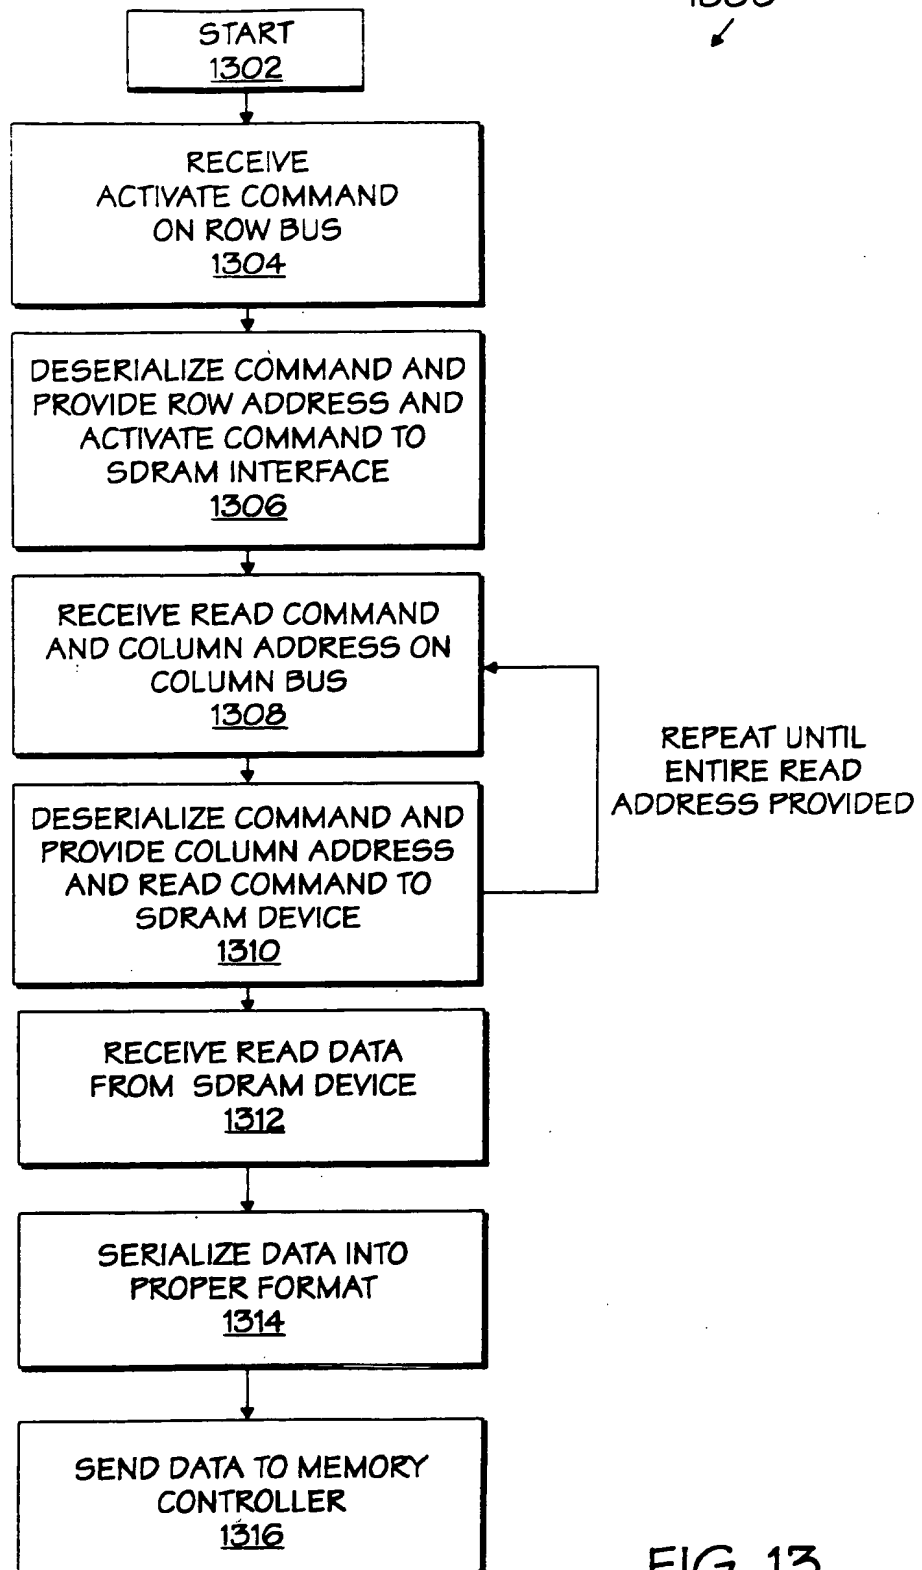 START
1302
RECEIVE
ACTIVATE COMMAND
ON ROW BUS
1304
DESERIALIZE COMMAND AND
PROVIDE ROW ADDRESS AND
ACTIVATE COMMAND TO
SDRAM INTERFACE
1306
RECEIVE READ COMMAND
AND COLUMN ADDRESS ON
COLUMN BUS
1308
REPEAT UNTIL
ENTIRE READ
ADDRESS PROVIDED
DESERIALIZE COMMAND AND
PROVIDE COLUMN ADDRESS
AND READ COMMAND TO
SDRAM DEVICE
1310
RECEIVE READ DATA
FROM SDRAM DEVICE
1312
SERIALIZE DATA INTO
PROPER FORMAT
1314
SEND DATA TO MEMORY
CONTROLLER
1316
FIG. 13